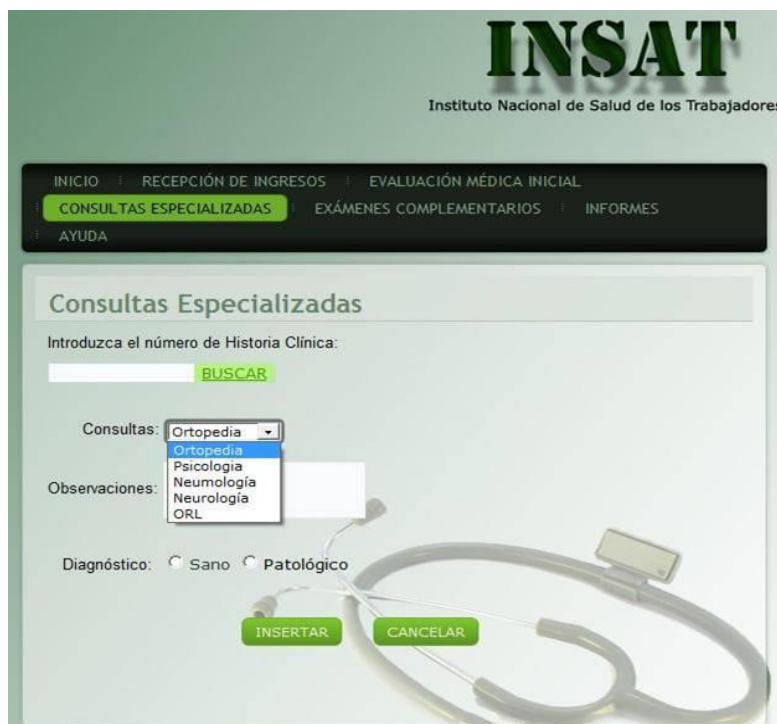 INSAT
Instituto Nacional de Salud de los Trabajadores
INICIO RECEPCIÓN DE INGRESOS EVALUACIÓN MÉDICA INICIAL
CONSULTAS ESPECIALIZADAS EXÁMENES COMPLEMENTARIOS INFORMES
AYUDA
Consultas Especializadas
Introduzca el número de Historia Clínica:
BUSCAR
Consultas: Ortopedia
Ortopedia
Psicologia
Neumología
Neurología
ORL
Observaciones:
Diagnóstico: Sano Patológico
INSERTAR CANCELAR